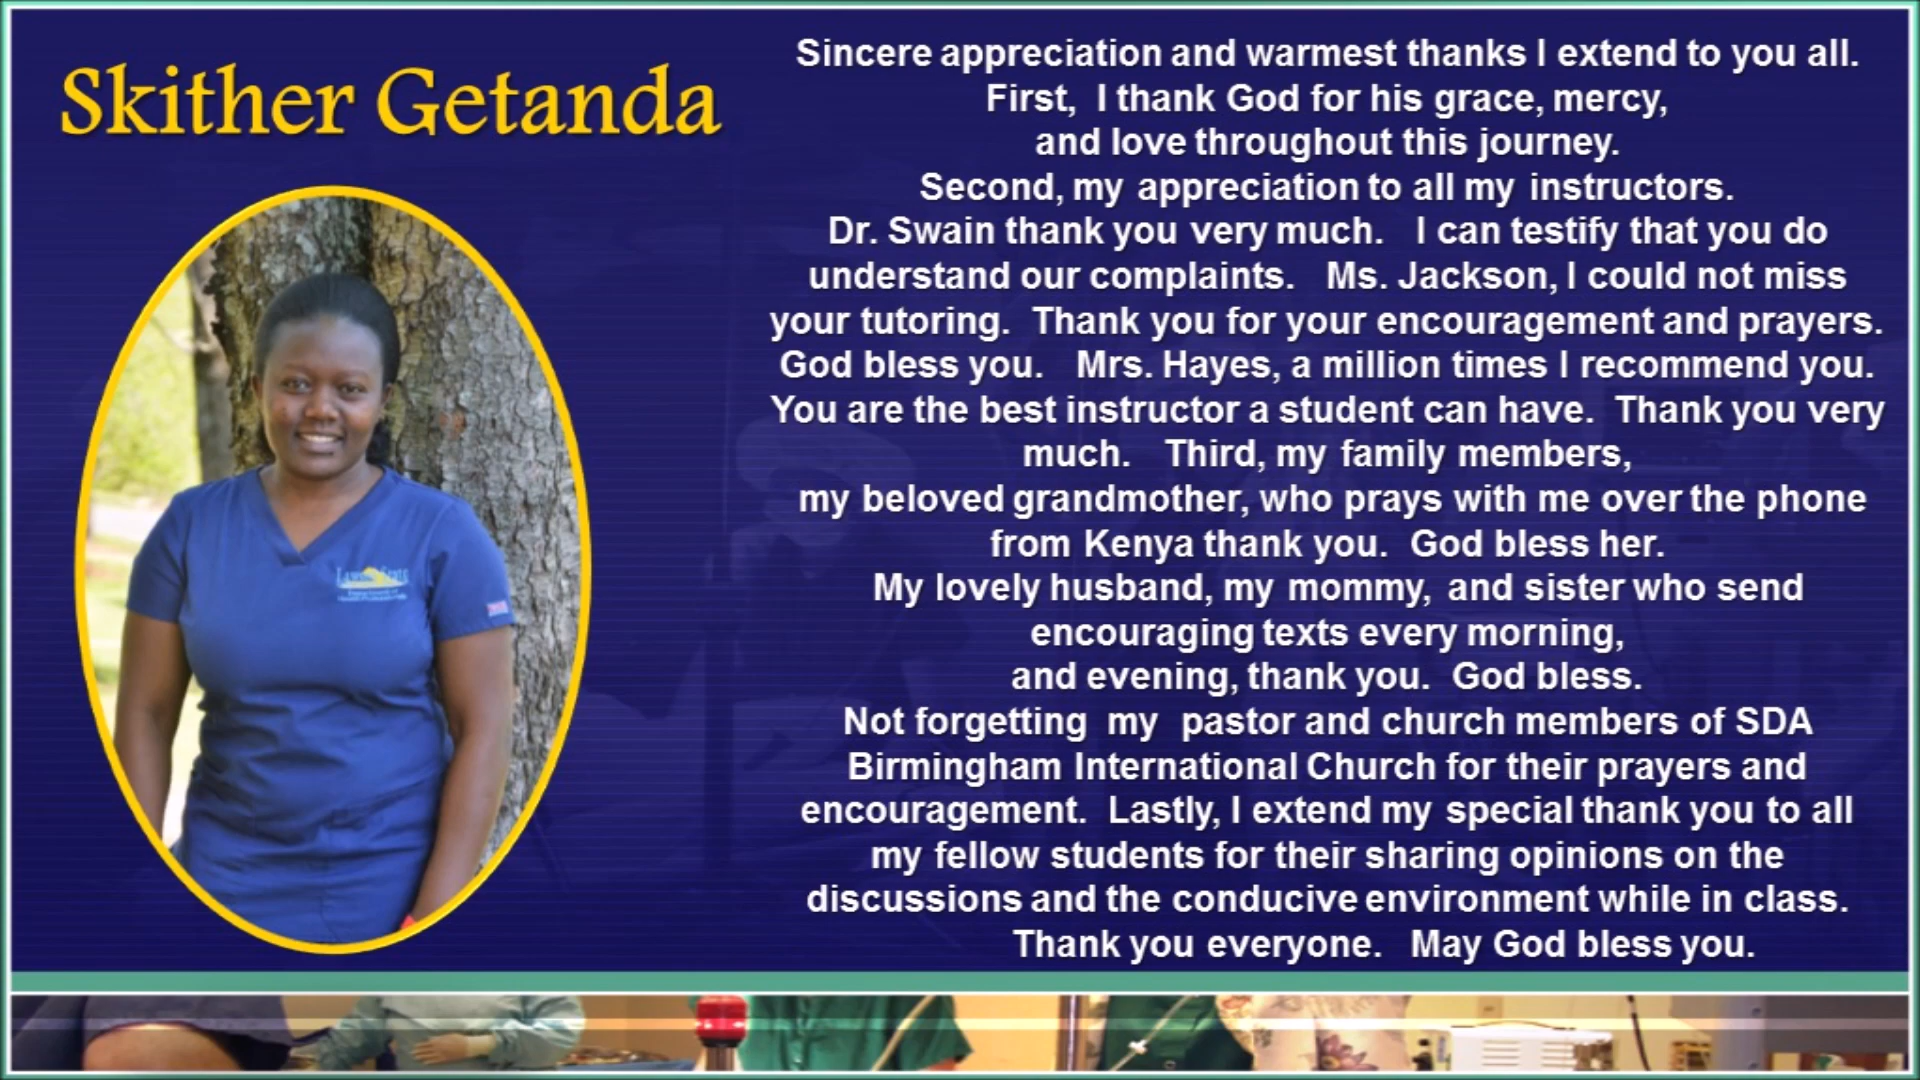 Skither Getanda
Sincere appreciation and warmest thanks I extend to you all.
First, I thank God for his grace, mercy,
and love throughout this journey.
Second, my appreciation to all my instructors.
Dr. Swain thank you very much. I can testify that you do
understand our complaints. Ms. Jackson, I could not miss
your tutoring. Thank you for your encouragement and prayers.
God bless you. Mrs. Hayes, a million times I recommend you.
You are the best instructor a student can have. Thank you very
much. Third, my family members,
my beloved grandmother, who prays with me over the phone
from Kenya thank you. God bless her.
My lovely husband, my mommy, and sister who send
encouraging texts every morning,
and evening, thank you. God bless.
Not forgetting my pastor and church members of SDA
Birmingham International Church for their prayers and
encouragement. Lastly, I extend my special thank you to all
my fellow students for their sharing opinions on the
discussions and the conducive environment while in class.
Thank you everyone. May God bless you.